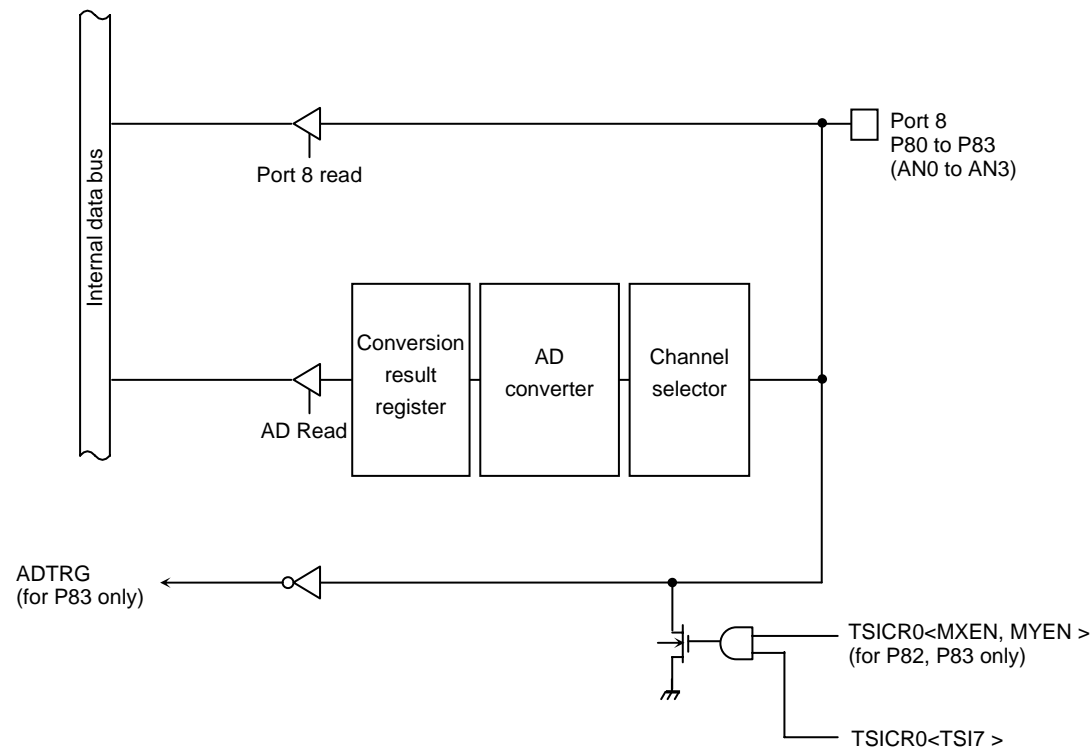 Internal data bus
Port 8 read
Port 8
P80 to P83
(AN0 to AN3)
Conversion
result
register
AD
converter
Channel
selector
AD Read
ADTRG
(for P83 only)
TSICR0<MXEN, MYEN >
(for P82, P83 only)
TSICR0<TSI7 >